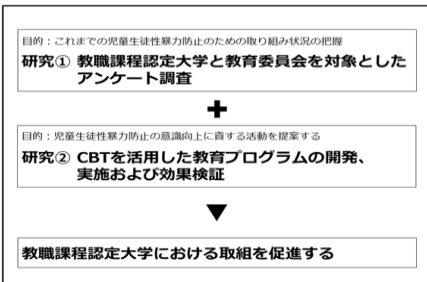 目的：これまでの児童生徒性暴力防止のための取り組み状況の把握
研究① 教職課程認定大学と教育委員会を対象とした
アンケート調査
+
目的：児童生徒性暴力防止の意識向上に資する活動を提案する
研究② CBTを活用した教育プログラムの開発、
実施および効果検証
▼
教職課程認定大学における取組を促進する